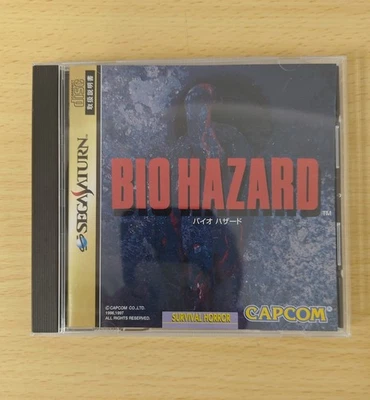 取扱説明書
SEGA SATURN
BIO HAZARD™
バイオ ハザード
© CAPCOM CO.,LTD.
1996,1997
ALL RIGHTS RESERVED.
SURVIVAL HORROR
CAPCOM®